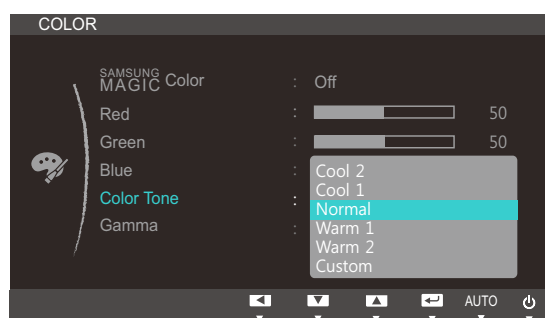 COLOR
SAMSUNG
MAGIC Color : Off
Red : 50
Green : 50
Blue :
Color Tone :
Gamma :
Cool 2
Cool 1
Normal
Warm 1
Warm 2
Custom
AUTO